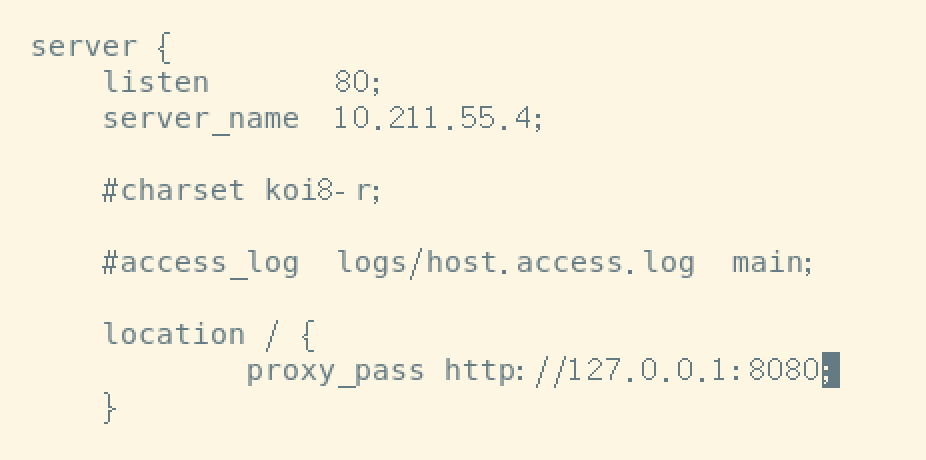 server {
    listen       80;
    server_name  10.211.55.4;

    #charset koi8-r;

    #access_log  logs/host.access.log  main;

    location / {
            proxy_pass http://127.0.0.1:8080;
    }